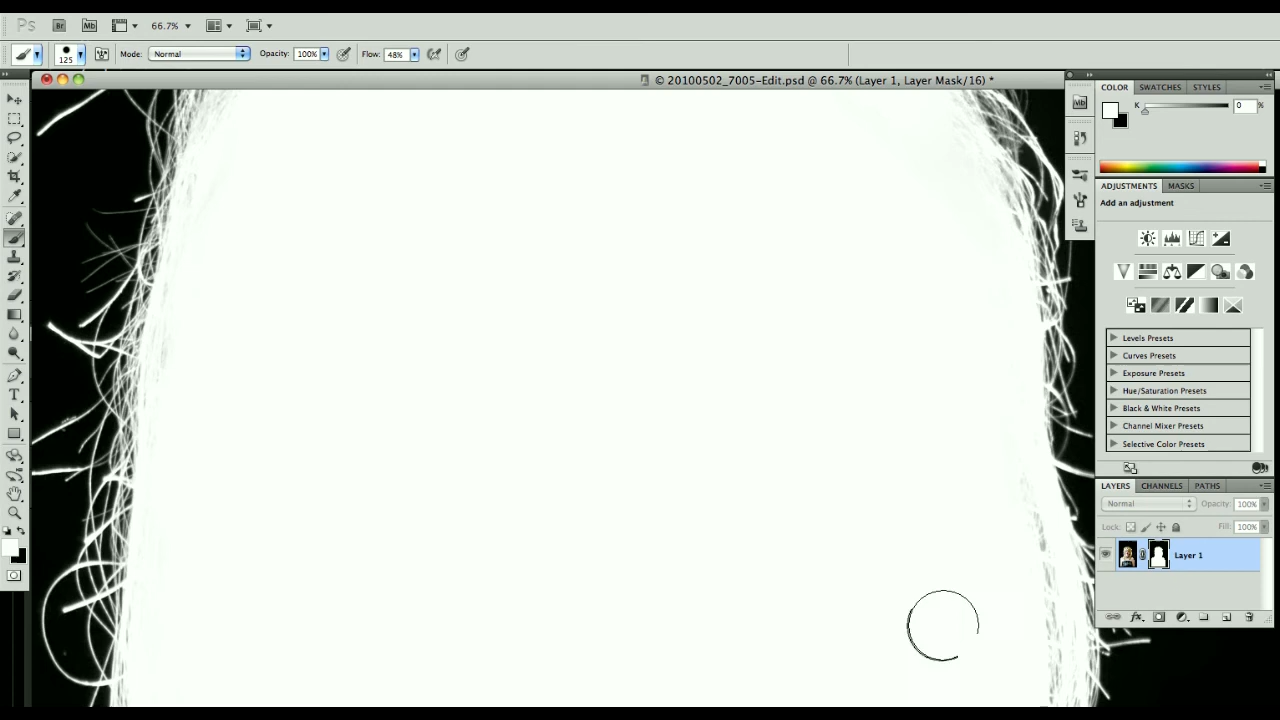 Ps Br Mb 66.7%
125 Mode: Normal Opacity: 100% Flow: 48%
© 20100502_7005-Edit.psd @ 66.7% (Layer 1, Layer Mask/16) *
COLOR SWATCHES STYLES
K 0 %
ADJUSTMENTS MASKS
Add an adjustment
Levels Presets
Curves Presets
Exposure Presets
Hue/Saturation Presets
Black & White Presets
Channel Mixer Presets
Selective Color Presets
LAYERS CHANNELS PATHS
Normal Opacity: 100%
Lock: Fill: 100%
Layer 1